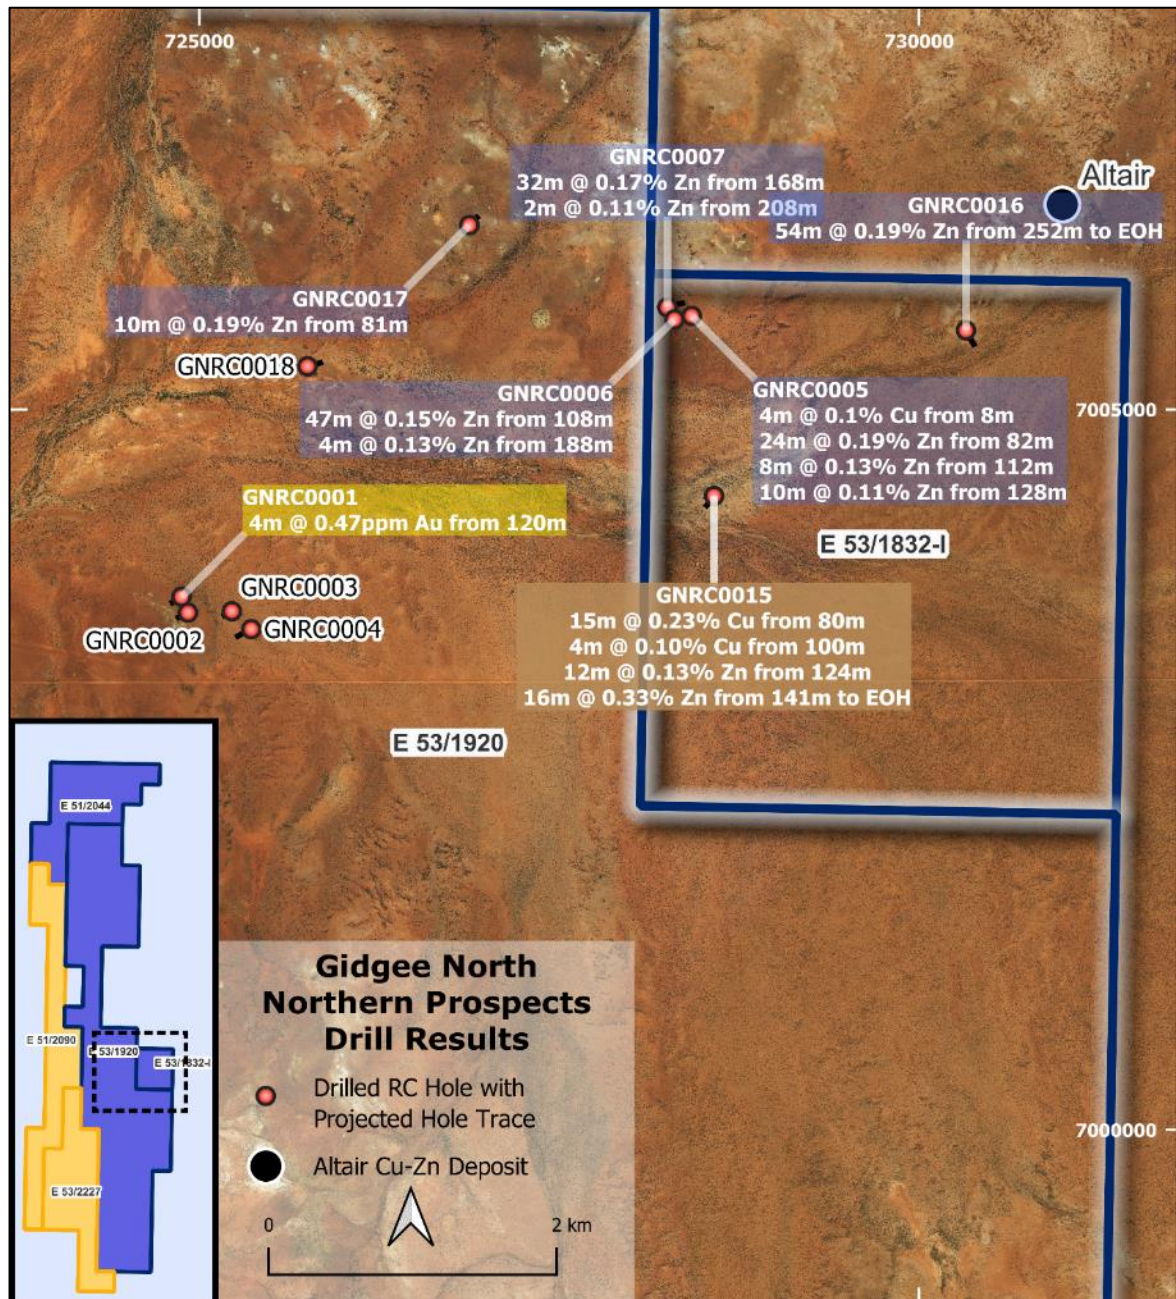 725000
730000
GNRC0007
32m @ 0.17% Zn from 168m
2m @ 0.11% Zn from 208m
Altair
GNRC0016
54m @ 0.19% Zn from 252m to EOH
GNRC0017
10m @ 0.19% Zn from 81m
GNRC0018
GNRC0006
47m @ 0.15% Zn from 108m
4m @ 0.13% Zn from 188m
GNRC0005
4m @ 0.1% Cu from 8m
24m @ 0.19% Zn from 82m
8m @ 0.13% Zn from 112m
10m @ 0.11% Zn from 128m
7005000
GNRC0001
4m @ 0.47ppm Au from 120m
E 53/1832-I
GNRC0003
GNRC0002
GNRC0004
GNRC0015
15m @ 0.23% Cu from 80m
4m @ 0.10% Cu from 100m
12m @ 0.13% Zn from 124m
16m @ 0.33% Zn from 141m to EOH
E 53/1920
E 51/2044
E 51/2090
E 53/1920
E 53/1832-I
E 53/2227
Gidgee North
Northern Prospects
Drill Results
Drilled RC Hole with
Projected Hole Trace
Altair Cu-Zn Deposit
0
2 km
7000000